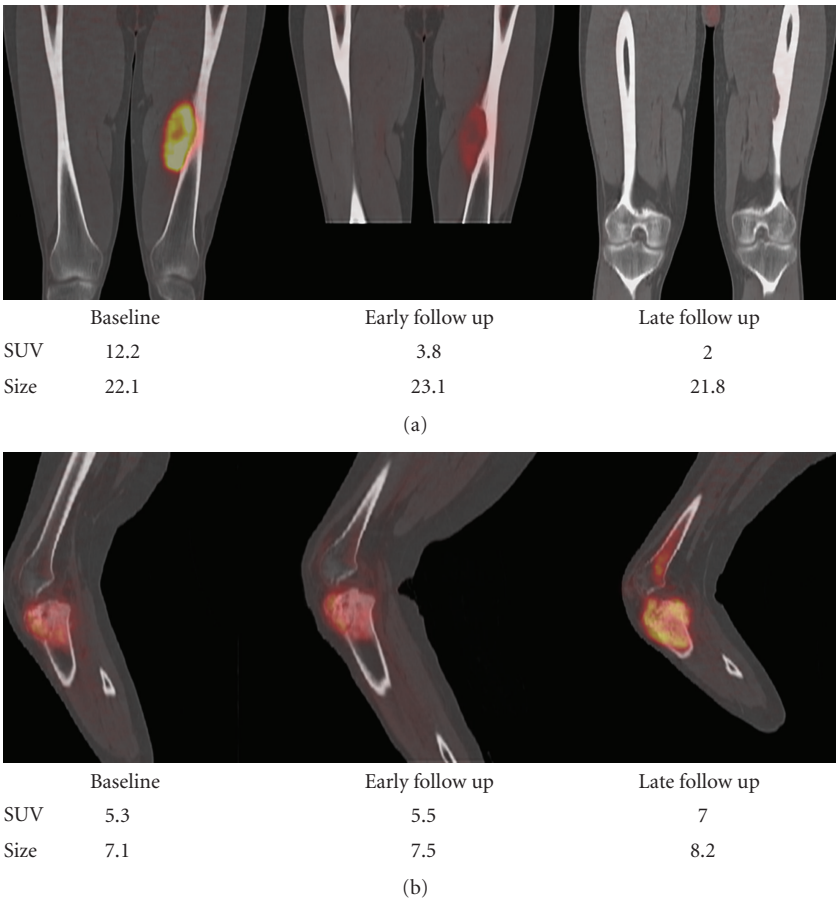 Baseline Early follow up Late follow up
SUV 12.2 3.8 2
Size 22.1 23.1 21.8
(a)
Baseline Early follow up Late follow up
SUV 5.3 5.5 7
Size 7.1 7.5 8.2
(b)